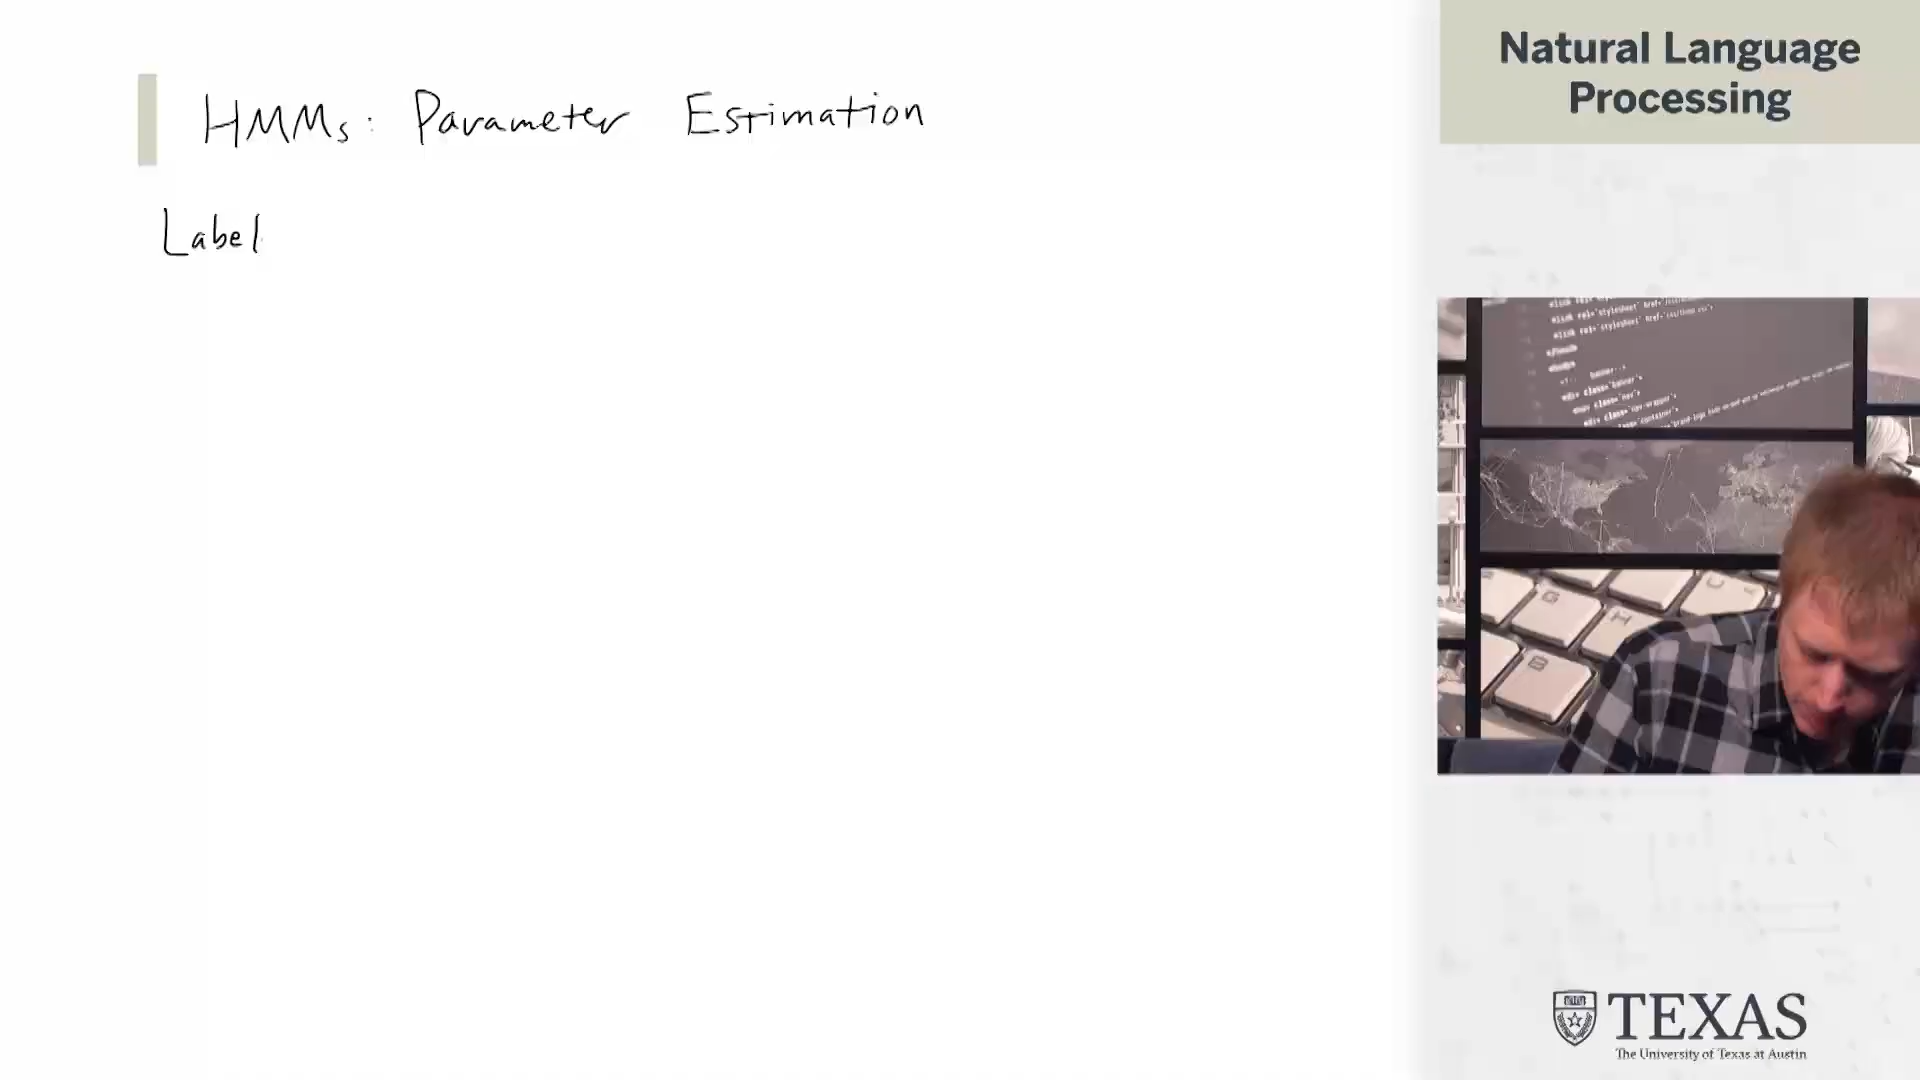 HMMs: Parameter Estimation
Label
Natural Language
Processing
G
H
B
TEXAS
The University of Texas at Austin